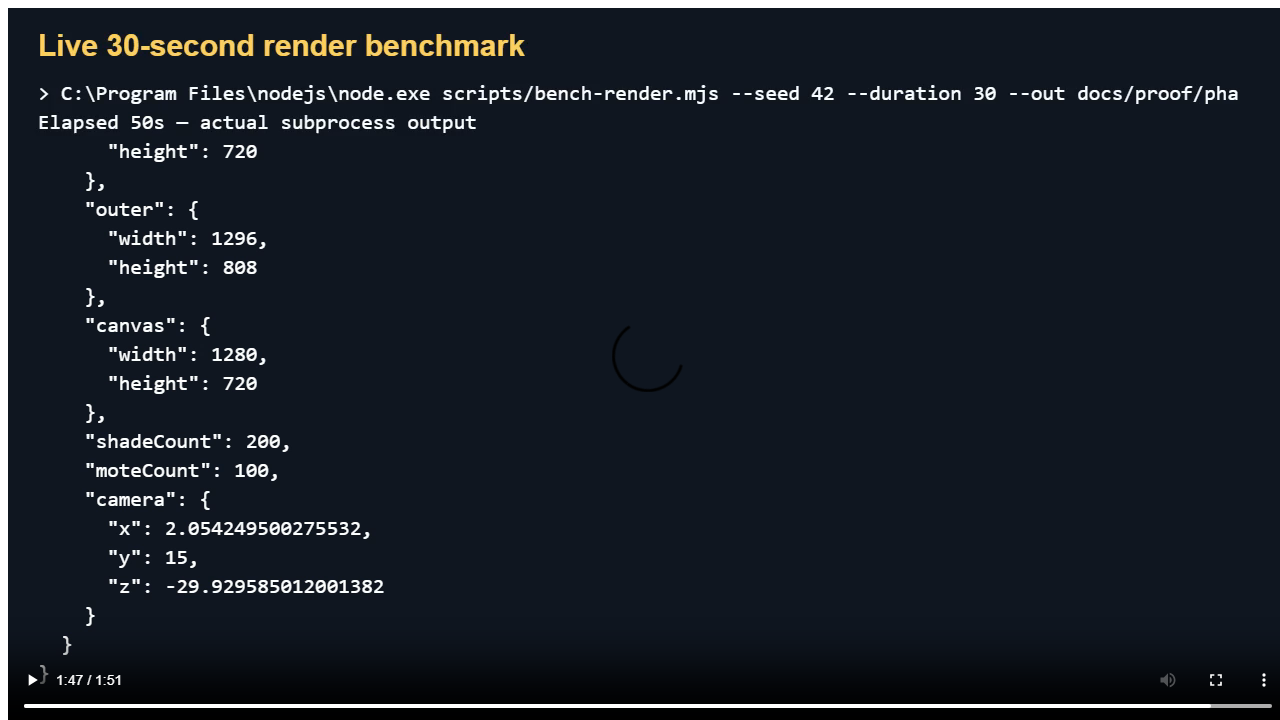 Live 30-second render benchmark
> C:\Program Files\nodejs\node.exe scripts/bench-render.mjs --seed 42 --duration 30 --out docs/proof/pha
Elapsed 50s — actual subprocess output
      "height": 720
    },
    "outer": {
      "width": 1296,
      "height": 808
    },
    "canvas": {
      "width": 1280,
      "height": 720
    },
    "shadeCount": 200,
    "moteCount": 100,
    "camera": {
      "x": 2.054249500275532,
      "y": 15,
      "z": -29.929585012001382
    }
  }
}
1:47 / 1:51